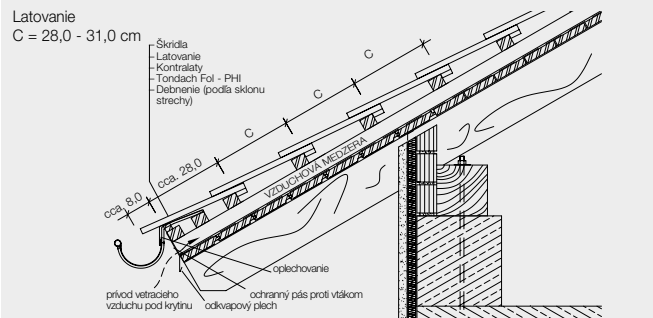 Latovanie
C = 28,0 - 31,0 cm
Škridla
Latovanie
Kontralaty
Tondach Fol - PHI
Debnenie (podľa sklonu
strechy)
C
C
C
cca. 28,0
cca. 8,0
VZDUCHOVÁ MEDZERA
oplechovanie
prívod vetracieho
vzduchu pod krytinu
ochranný pás proti vtákom
odkvapový plech